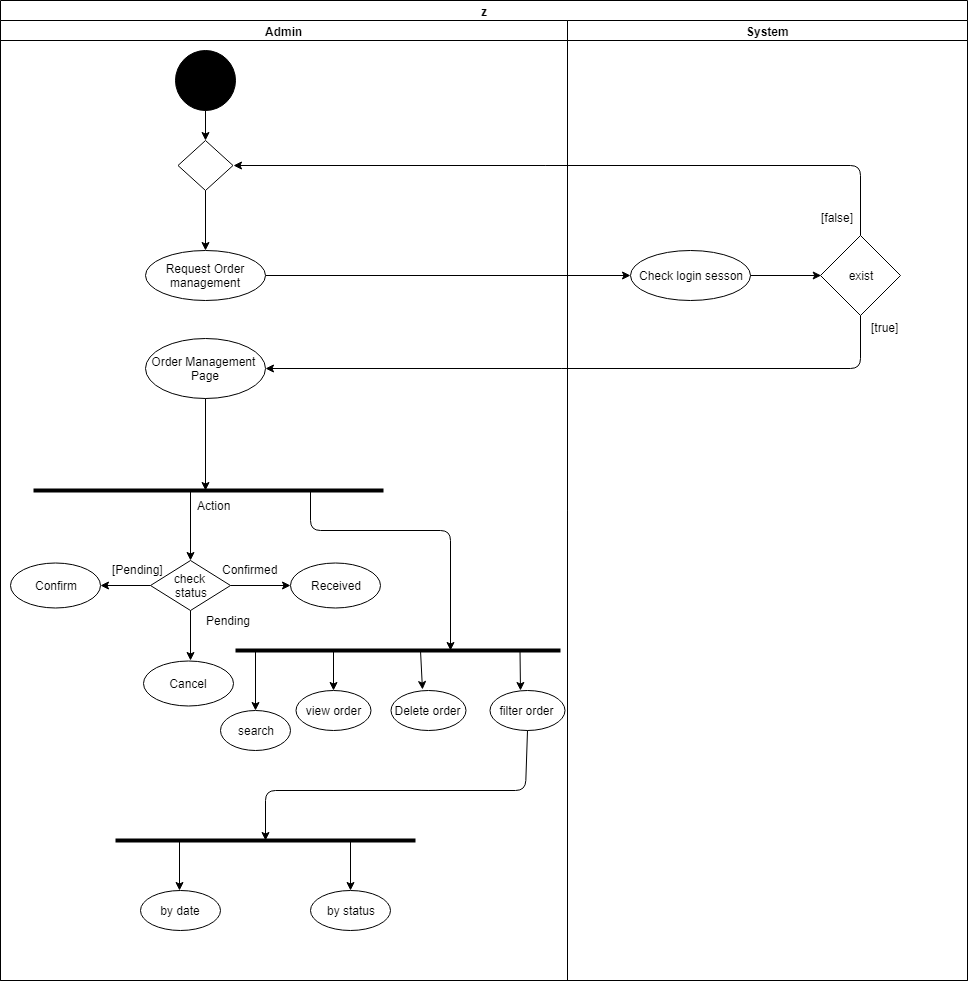 z
Admin
System
[false]
Request Order
management
Check login sesson
exist
[true]
Order Management
Page
Action
[Pending]
Confirmed
Confirm
check
status
Received
Pending
Cancel
search
view order
Delete order
filter order
by date
by status